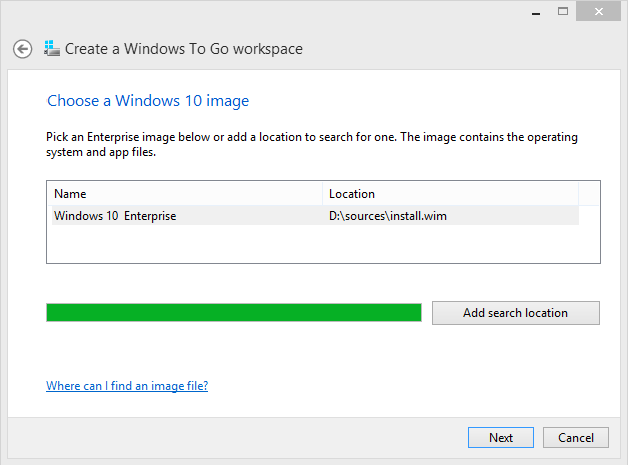 Create a Windows To Go workspace
Choose a Windows 10 image
Pick an Enterprise image below or add a location to search for one. The image contains the operating
system and app files.
Name Location
Windows 10 Enterprise D:\sources\install.wim
Add search location
Where can I find an image file?
Next Cancel